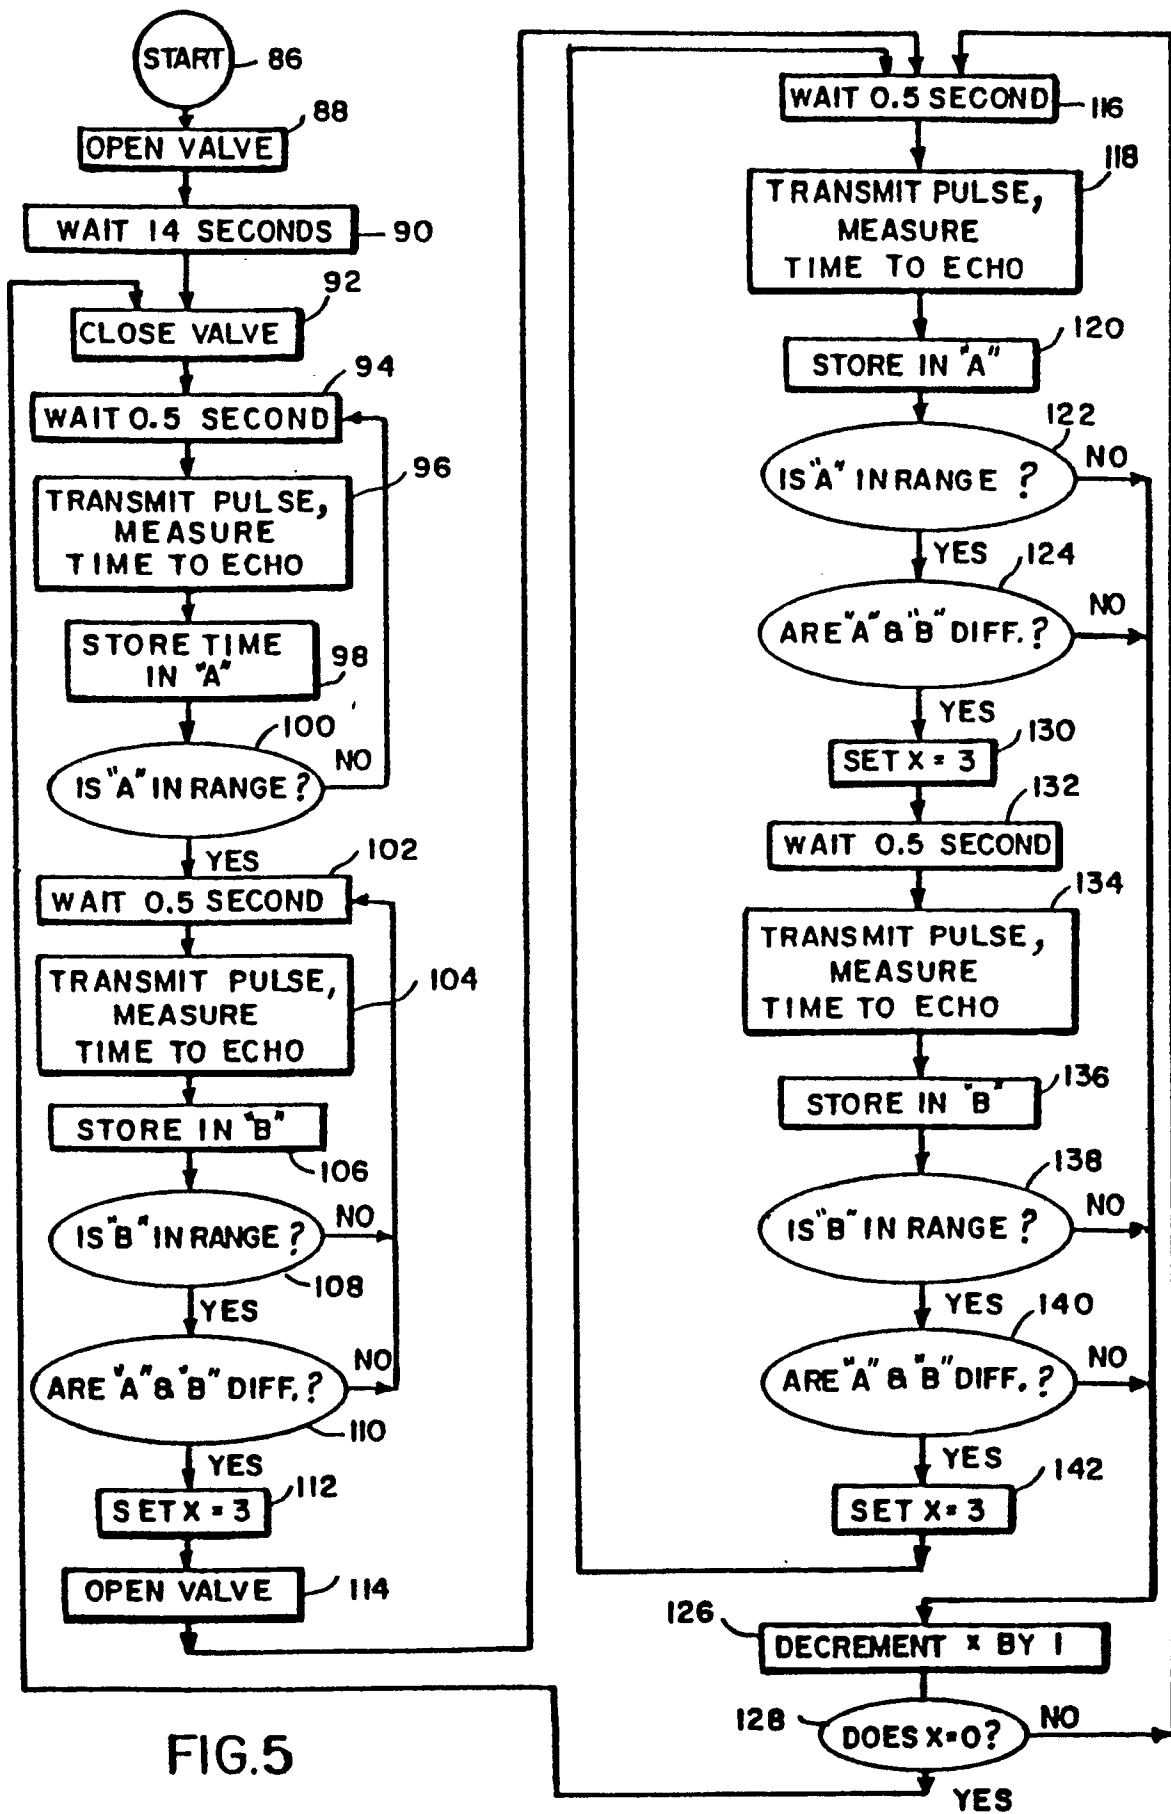 START
86
88
OPEN VALVE
WAIT 14 SECONDS
90
92
CLOSE VALVE
94
WAIT 0.5 SECOND
96
TRANSMIT PULSE,
MEASURE
TIME TO ECHO
STORE TIME
IN "A"
98
100
IS "A" IN RANGE?
NO
YES
102
WAIT 0.5 SECOND
TRANSMIT PULSE,
MEASURE
TIME TO ECHO
104
STORE IN "B"
106
IS "B" IN RANGE?
NO
108
YES
ARE "A" & "B" DIFF.?
NO
110
YES
SET X = 3
112
OPEN VALVE
114
WAIT 0.5 SECOND
116
118
TRANSMIT PULSE,
MEASURE
TIME TO ECHO
120
STORE IN "A"
122
IS "A" IN RANGE ?
NO
YES
124
ARE "A" & "B" DIFF.?
NO
YES
130
SET X = 3
132
WAIT 0.5 SECOND
134
TRANSMIT PULSE,
MEASURE
TIME TO ECHO
136
STORE IN "B"
138
IS "B" IN RANGE?
NO
YES
140
ARE "A" & "B" DIFF.?
NO
YES
142
SET X = 3
126
DECREMENT X BY 1
128
DOES X=0?
NO
YES
FIG.5